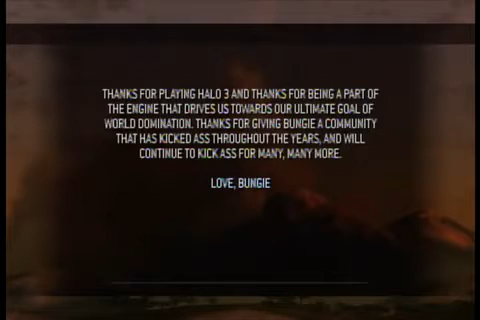 THANKS FOR PLAYING HALO 3 AND THANKS FOR BEING A PART OF
THE ENGINE THAT DRIVES US TOWARDS OUR ULTIMATE GOAL OF
WORLD DOMINATION. THANKS FOR GIVING BUNGIE A COMMUNITY
THAT HAS KICKED ASS THROUGHOUT THE YEARS, AND WILL
CONTINUE TO KICK ASS FOR MANY, MANY MORE.
LOVE, BUNGIE